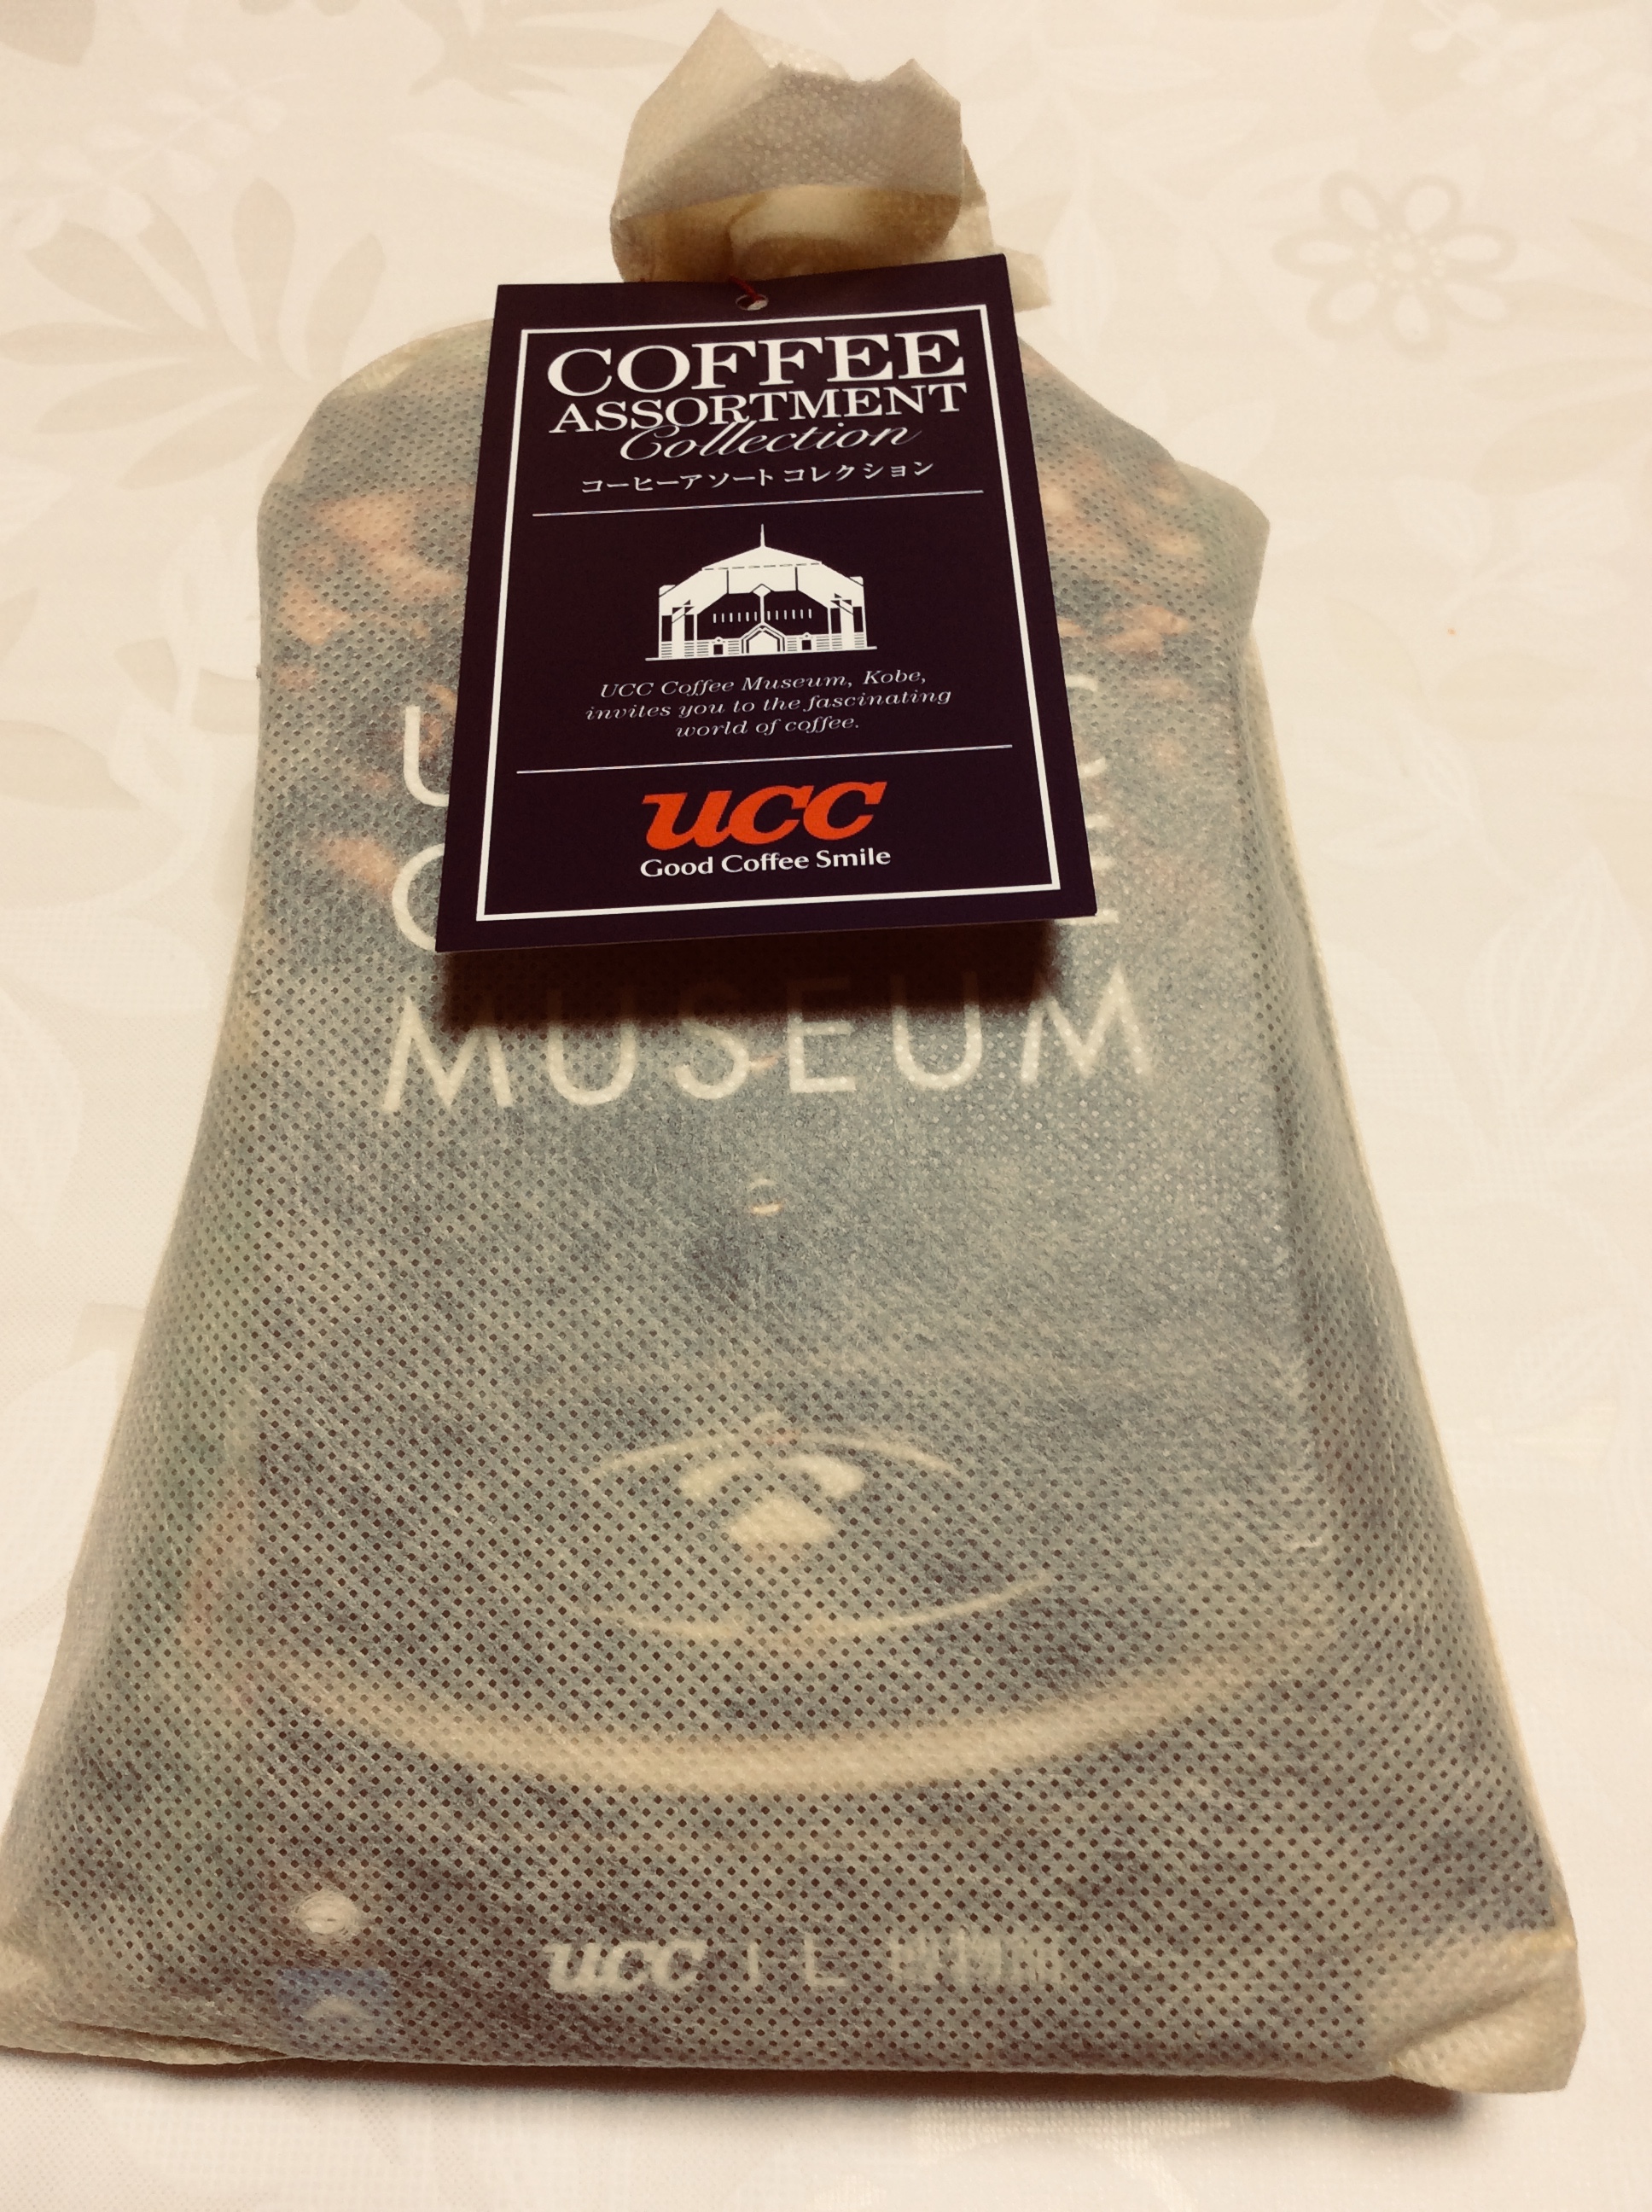 COFFEE
ASSORTMENT
Collection
コーヒーアソート コレクション
UCC Coffee Museum, Kobe,
invites you to the fascinating
world of coffee.
ucc
Good Coffee Smile
MUSEUM
ucc